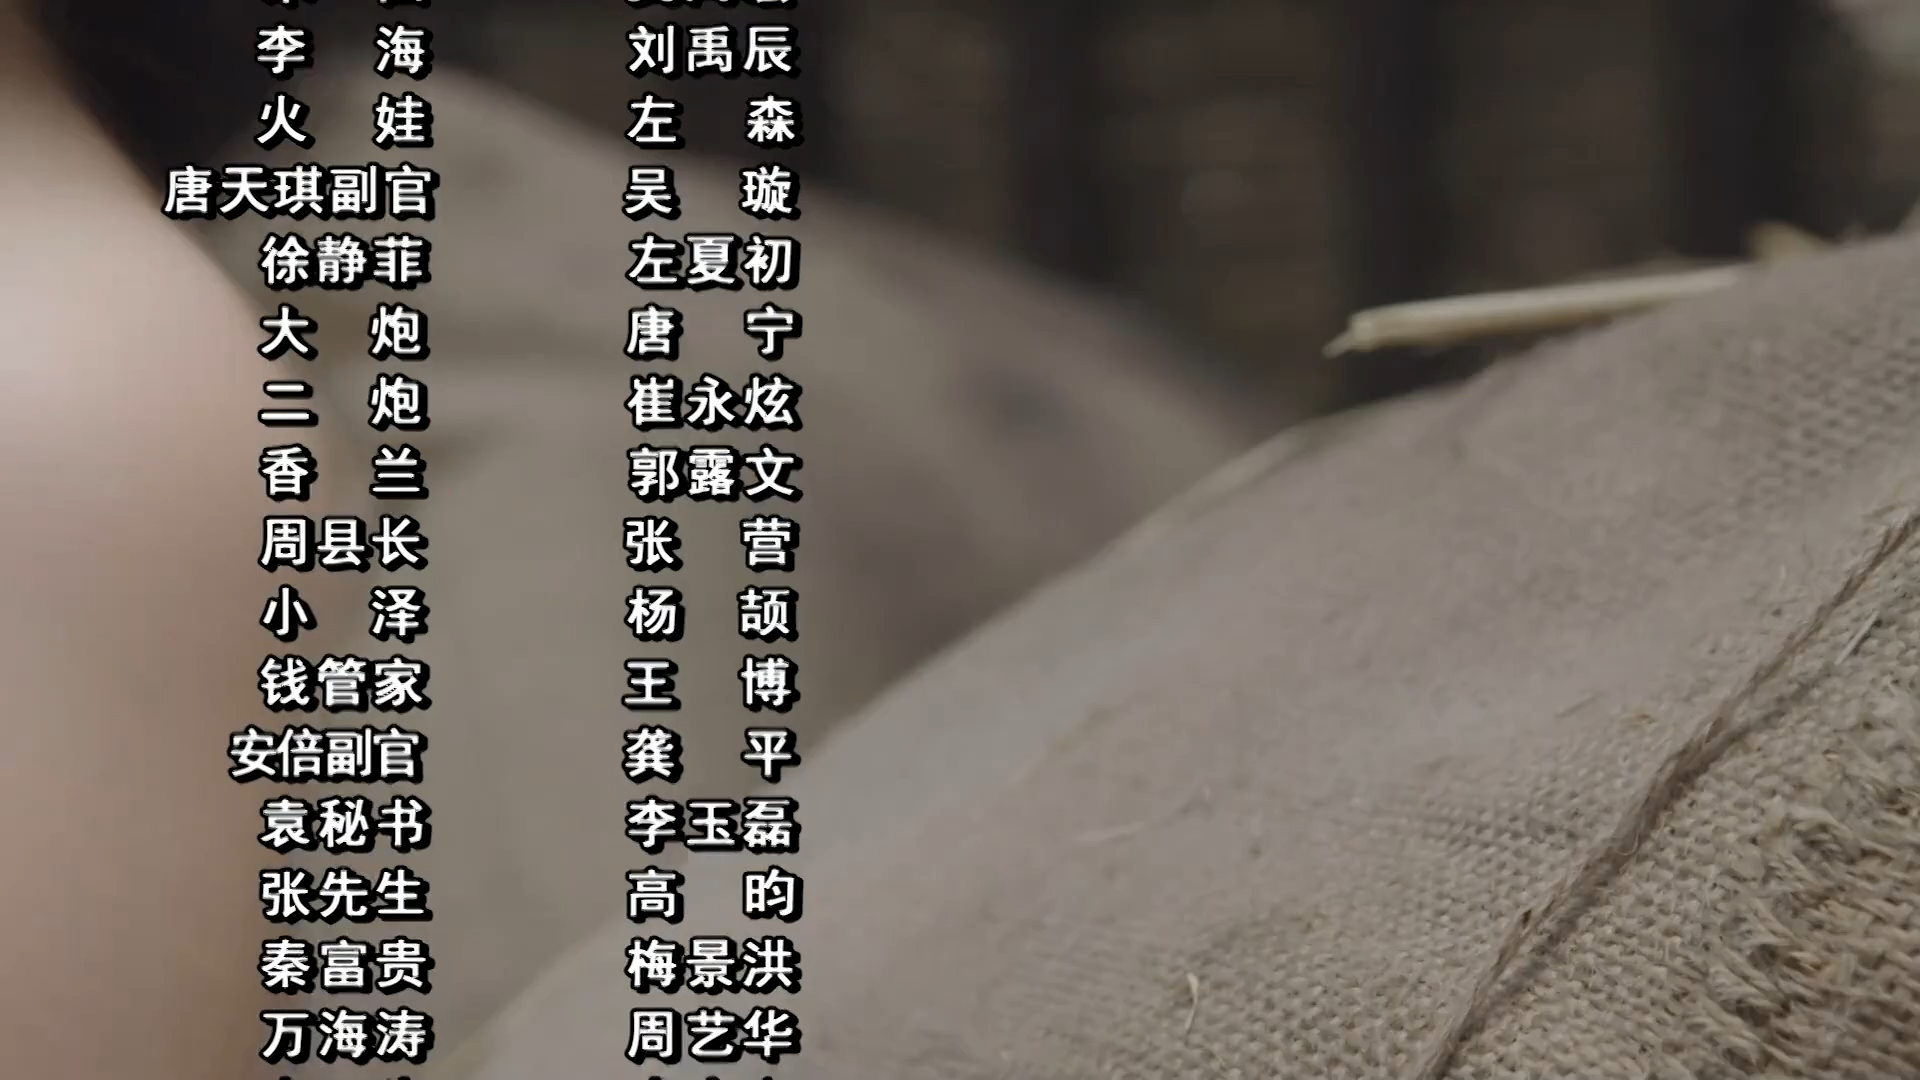 李海 刘禹辰
火娃 左森
唐天琪副官 吴璇
徐静菲 左夏初
大炮 唐宁
二炮 崔永炫
香兰 郭露文
周县长 张营
小泽 杨颉
钱管家 王博
安倍副官 龚平
袁秘书 李玉磊
张先生 高昀
秦富贵 梅景洪
万海涛 周艺华